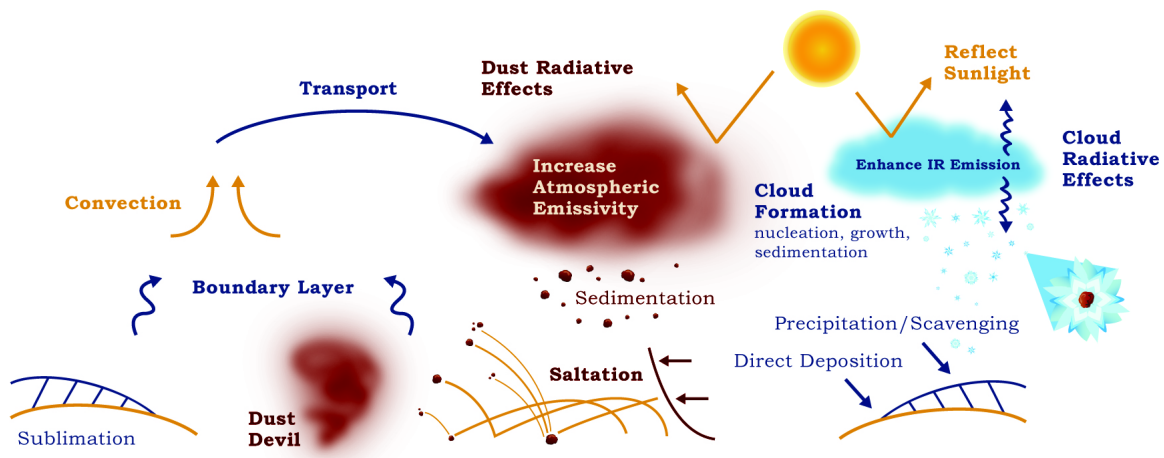 Dust Radiative
Effects
Reflect
Sunlight
Transport
Increase
Atmospheric
Emissivity
Enhance IR Emission
Cloud
Radiative
Effects
Convection
Cloud
Formation
nucleation, growth,
sedimentation
Boundary Layer
Sedimentation
Precipitation/Scavenging
Direct Deposition
Saltation
Dust
Devil
Sublimation